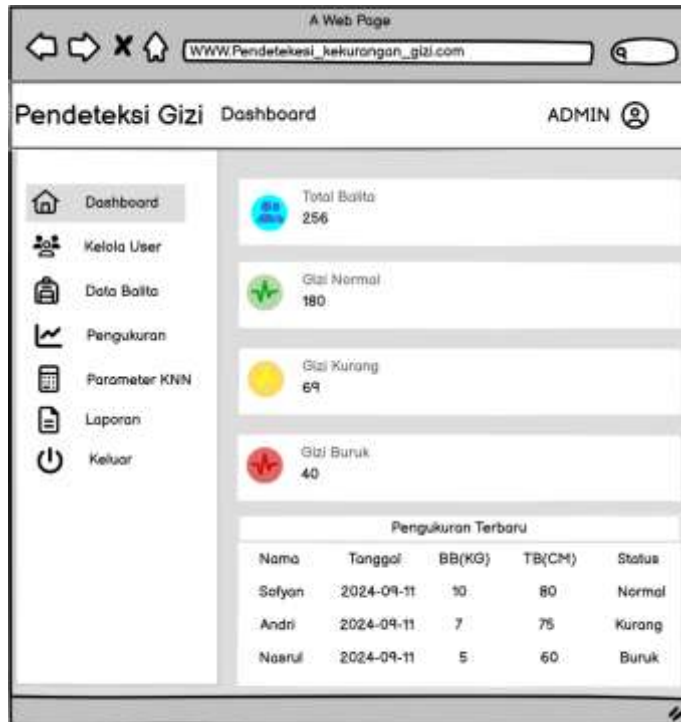 A Web Page
WWW.Pendetekesi_kekurangan_gizi.com
Pendeteksi Gizi Dashboard ADMIN
Dashboard
Kelola User
Data Balita
Pengukuran
Parameter KNN
Laporan
Keluar
Total Balita
256
Gizi Normal
180
Gizi Kurang
69
Gizi Buruk
40
Pengukuran Terbaru
Nama Tanggal BB(KG) TB(CM) Status
Sofyan 2024-09-11 10 80 Normal
Andri 2024-09-11 7 75 Kurang
Nasrul 2024-09-11 5 60 Buruk